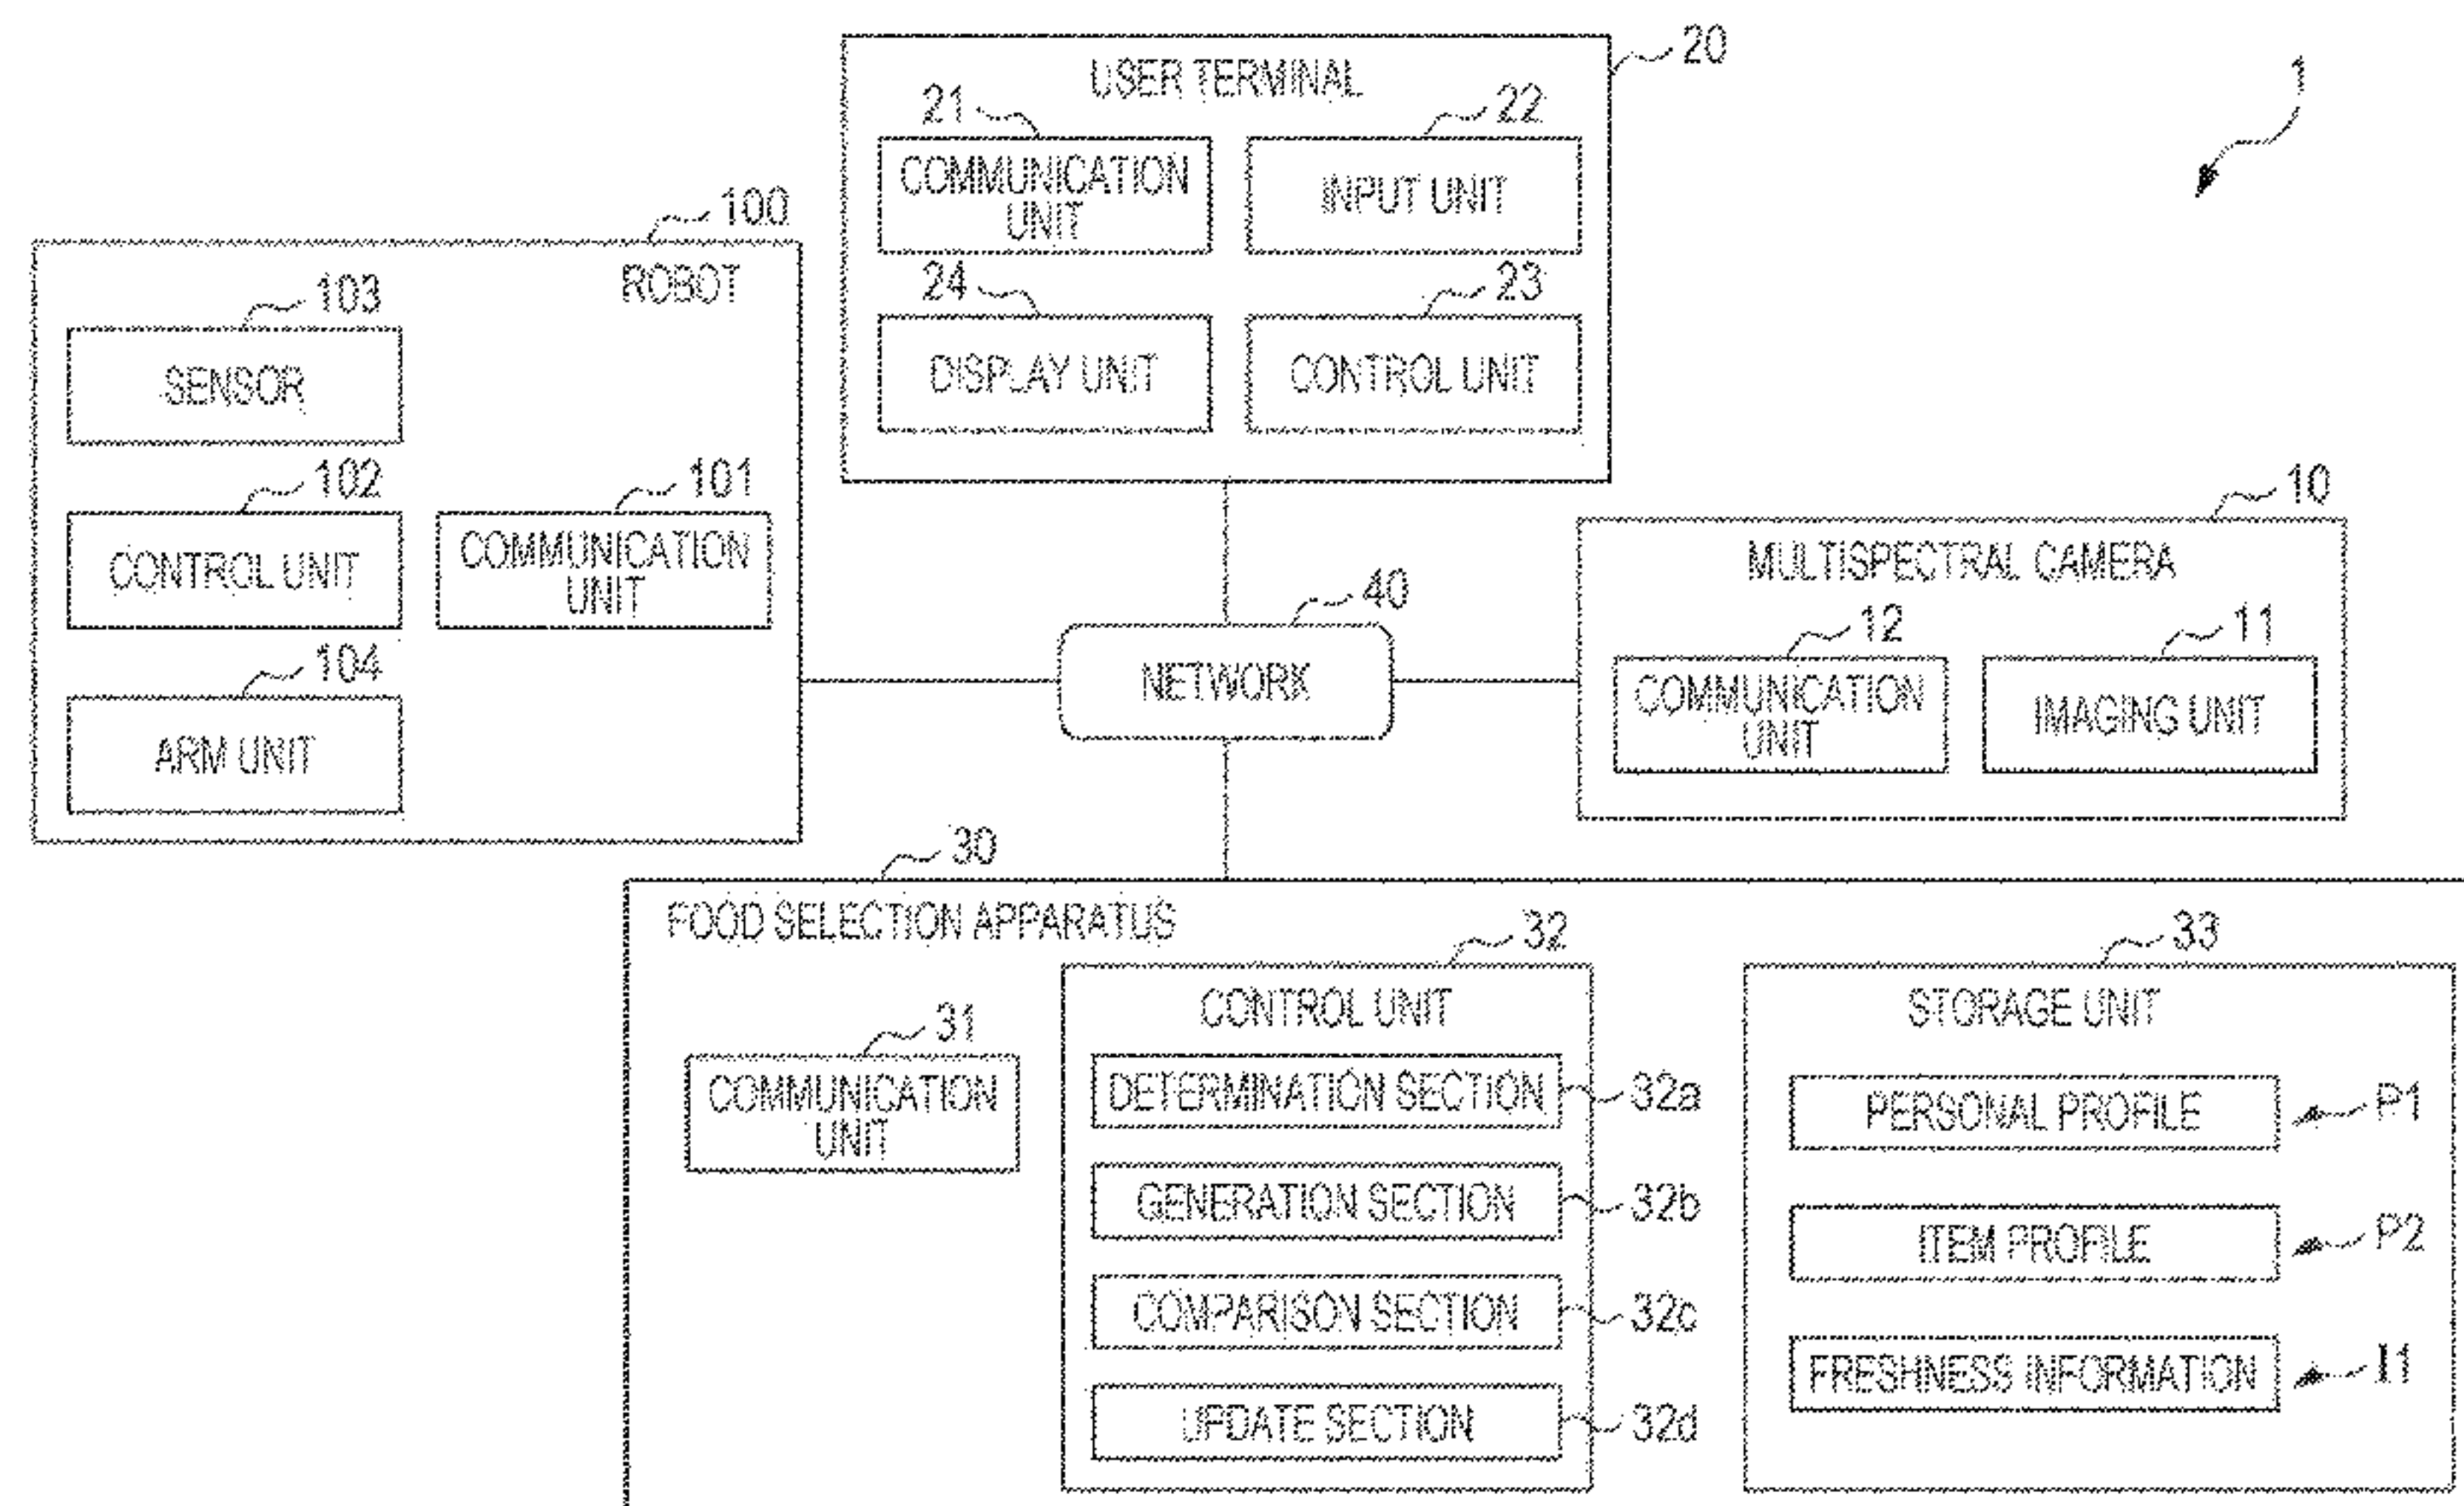 1
20
USER TERMINAL
21
COMMUNICATION
UNIT
22
INPUT UNIT
24
DISPLAY UNIT
23
CONTROL UNIT
100
ROBOT
103
SENSOR
102
CONTROL UNIT
101
COMMUNICATION
UNIT
104
ARM UNIT
40
NETWORK
10
MULTISPECTRAL CAMERA
12
COMMUNICATION
UNIT
11
IMAGING UNIT
30
FOOD SELECTION APPARATUS
31
COMMUNICATION
UNIT
32
CONTROL UNIT
DETERMINATION SECTION
32a
GENERATION SECTION
32b
COMPARISON SECTION
32c
UPDATE SECTION
32d
33
STORAGE UNIT
PERSONAL PROFILE
P1
ITEM PROFILE
P2
FRESHNESS INFORMATION
I1